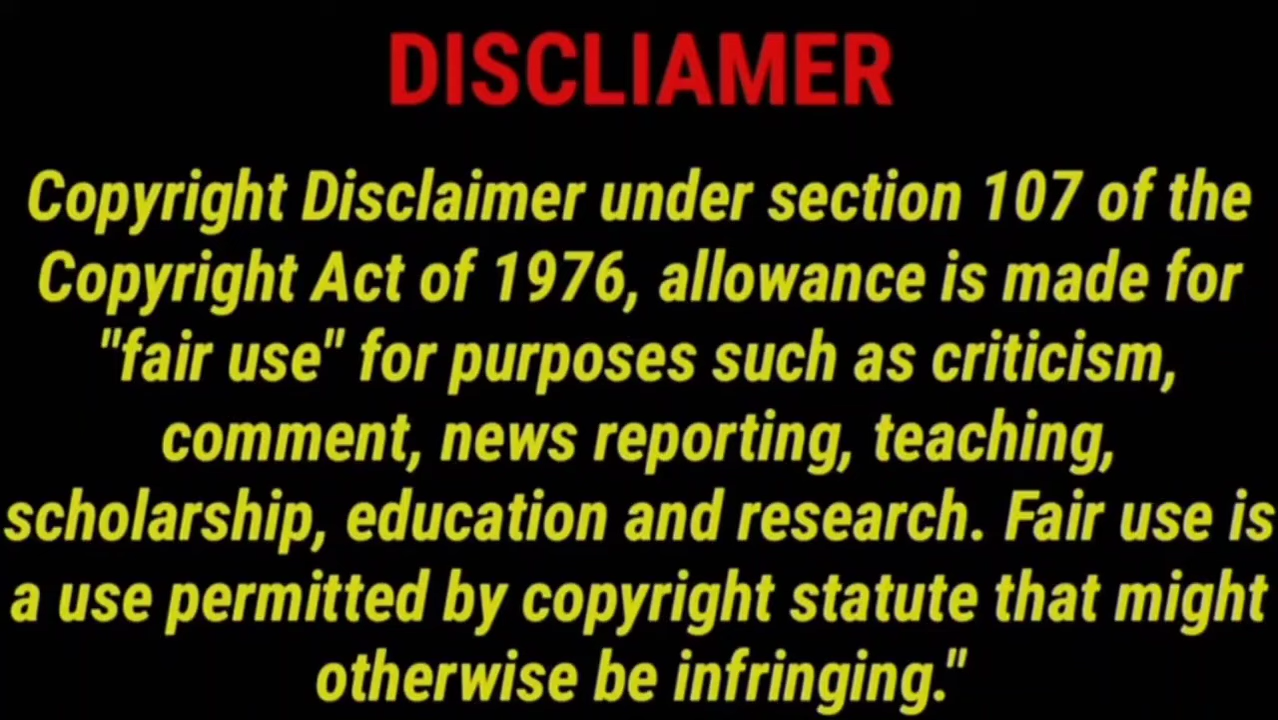 DISCLIAMER
Copyright Disclaimer under section 107 of the
Copyright Act of 1976, allowance is made for
"fair use" for purposes such as criticism,
comment, news reporting, teaching,
scholarship, education and research. Fair use is
a use permitted by copyright statute that might
otherwise be infringing."